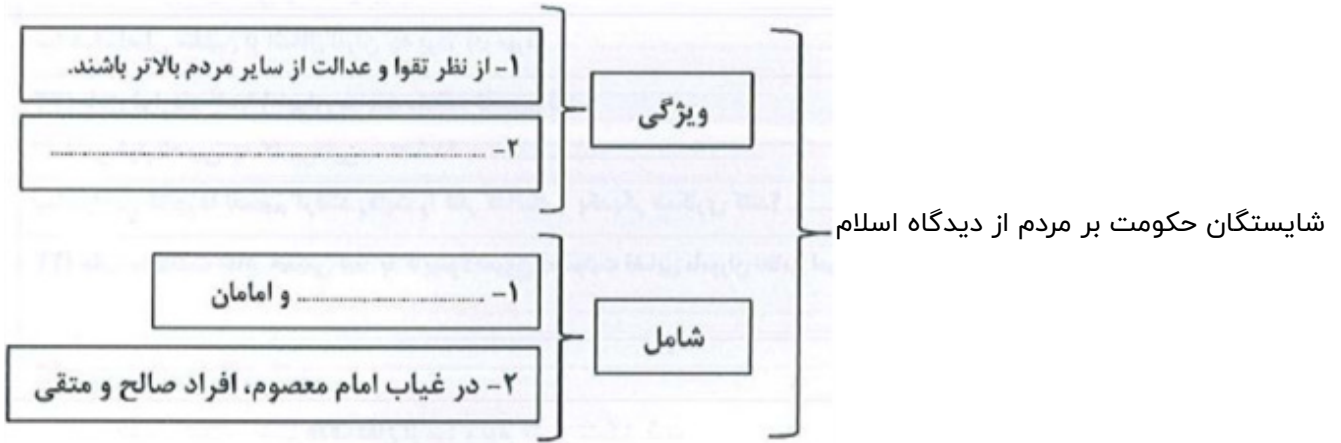 شایستگان حکومت بر مردم از دیدگاه اسلام
ویژگی
۱- از نظر تقوا و عدالت از سایر مردم بالاتر باشند.
۲- ........................................
شامل
۱- .................... و امامان
۲- در غیاب امام معصوم، افراد صالح و متقی